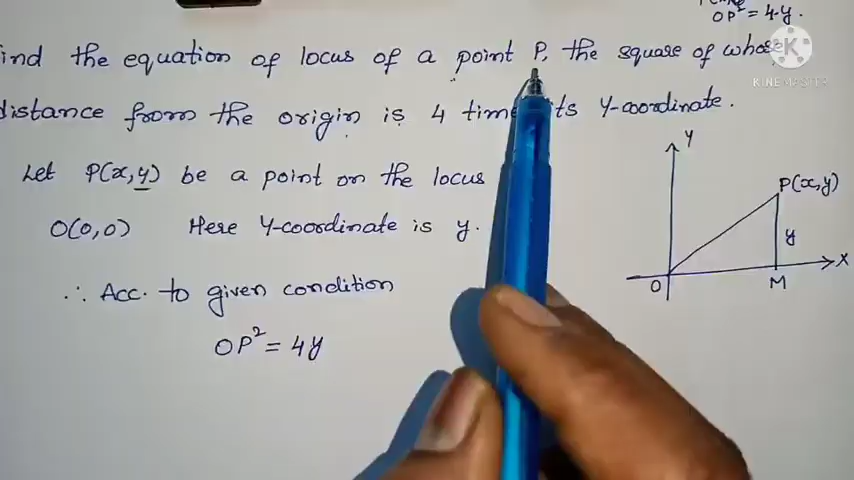 OP² = 4·y.
ind the equation of locus of a point P, the square of whose
distance from the origin is 4 times its Y-coordinate.
Let P(x,y) be a point on the locus
O(0,0) Here Y-coordinate is y.
∴ Acc. to given condition
OP² = 4y
Y
P(x,y)
y
O
M
X
K
KINEMASTER